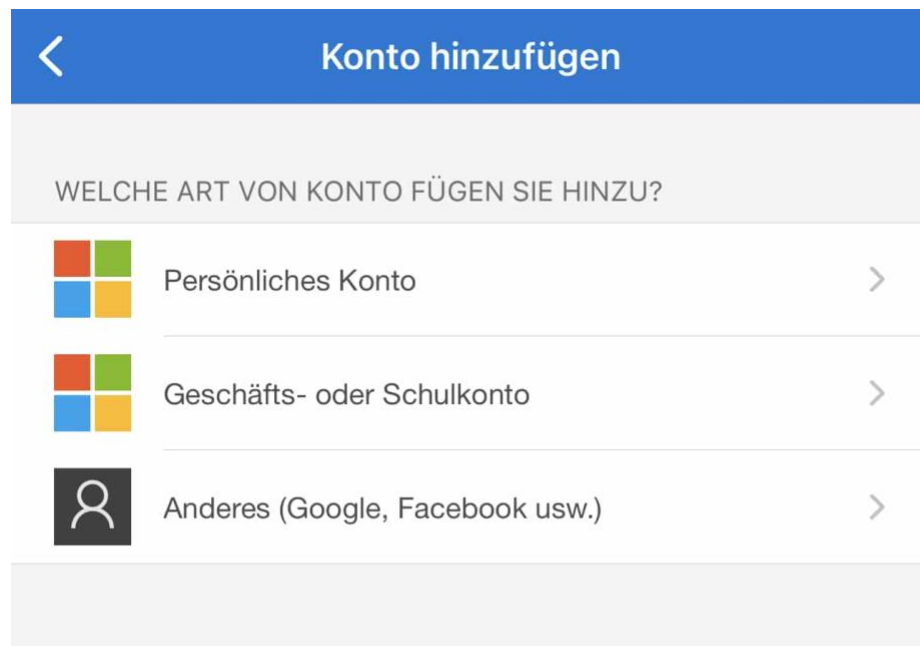 Konto hinzufügen
WELCHE ART VON KONTO FÜGEN SIE HINZU?
Persönliches Konto
Geschäfts- oder Schulkonto
Anderes (Google, Facebook usw.)